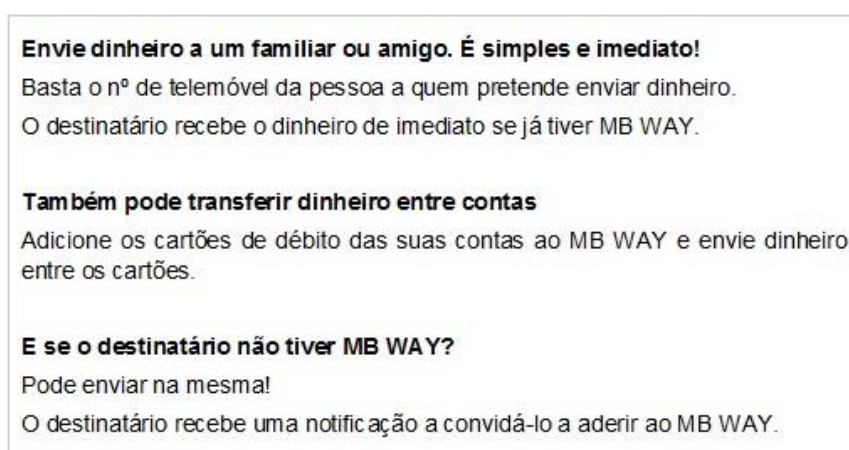 Envie dinheiro a um familiar ou amigo. É simples e imediato!
Basta o nº de telemóvel da pessoa a quem pretende enviar dinheiro.
O destinatário recebe o dinheiro de imediato se já tiver MB WAY.
Também pode transferir dinheiro entre contas
Adicione os cartões de débito das suas contas ao MB WAY e envie dinheiro
entre os cartões.
E se o destinatário não tiver MB WAY?
Pode enviar na mesma!
O destinatário recebe uma notificação a convidá-lo a aderir ao MB WAY.